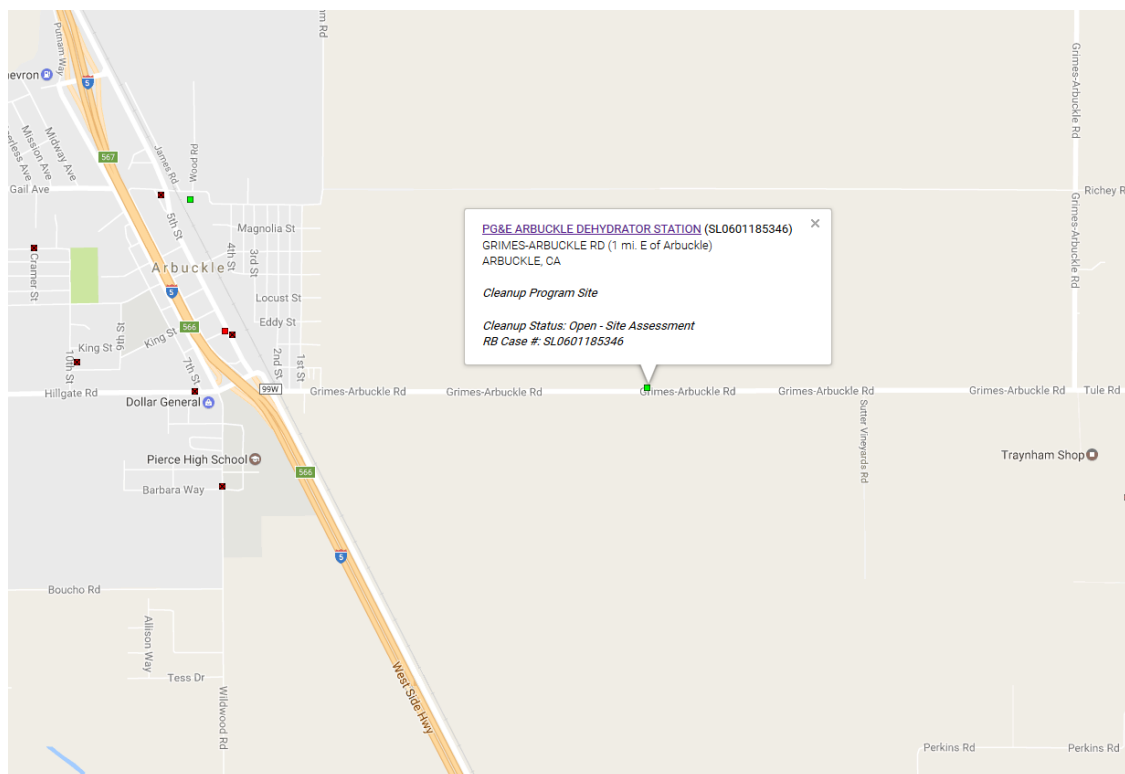 am Rd
Putnam Way
evron
5
Grimes-Arbuckle Rd
Mission Ave
Midway Ave
eerless Ave
567
James Rd
Wood Rd
Gail Ave
Richey R
5th St
Magnolia St
4th St
3rd St
Grimes-Arbuckle Rd
PG&E ARBUCKLE DEHYDRATOR STATION (SL0601185346)
GRIMES-ARBUCKLE RD (1 mi. E of Arbuckle)
ARBUCKLE, CA
Cleanup Program Site
Cleanup Status: Open - Site Assessment
RB Case #: SL0601185346
Cramer St
Arbuckle
5
Locust St
Eddy St
566
9th St
King St
King St
10th St
7th St
2nd St
1st St
Hillgate Rd
99W
Grimes-Arbuckle Rd
Grimes-Arbuckle Rd
Grimes-Arbuckle Rd
Grimes-Arbuckle Rd
Grimes-Arbuckle Rd
Tule Rd
Dollar General
Sutter Vineyards Rd
Pierce High School
566
Traynham Shop
Barbara Way
5
Boucho Rd
Allison Way
Tess Dr
West Side Hwy
Wildwood Rd
Perkins Rd
Perkins Rd